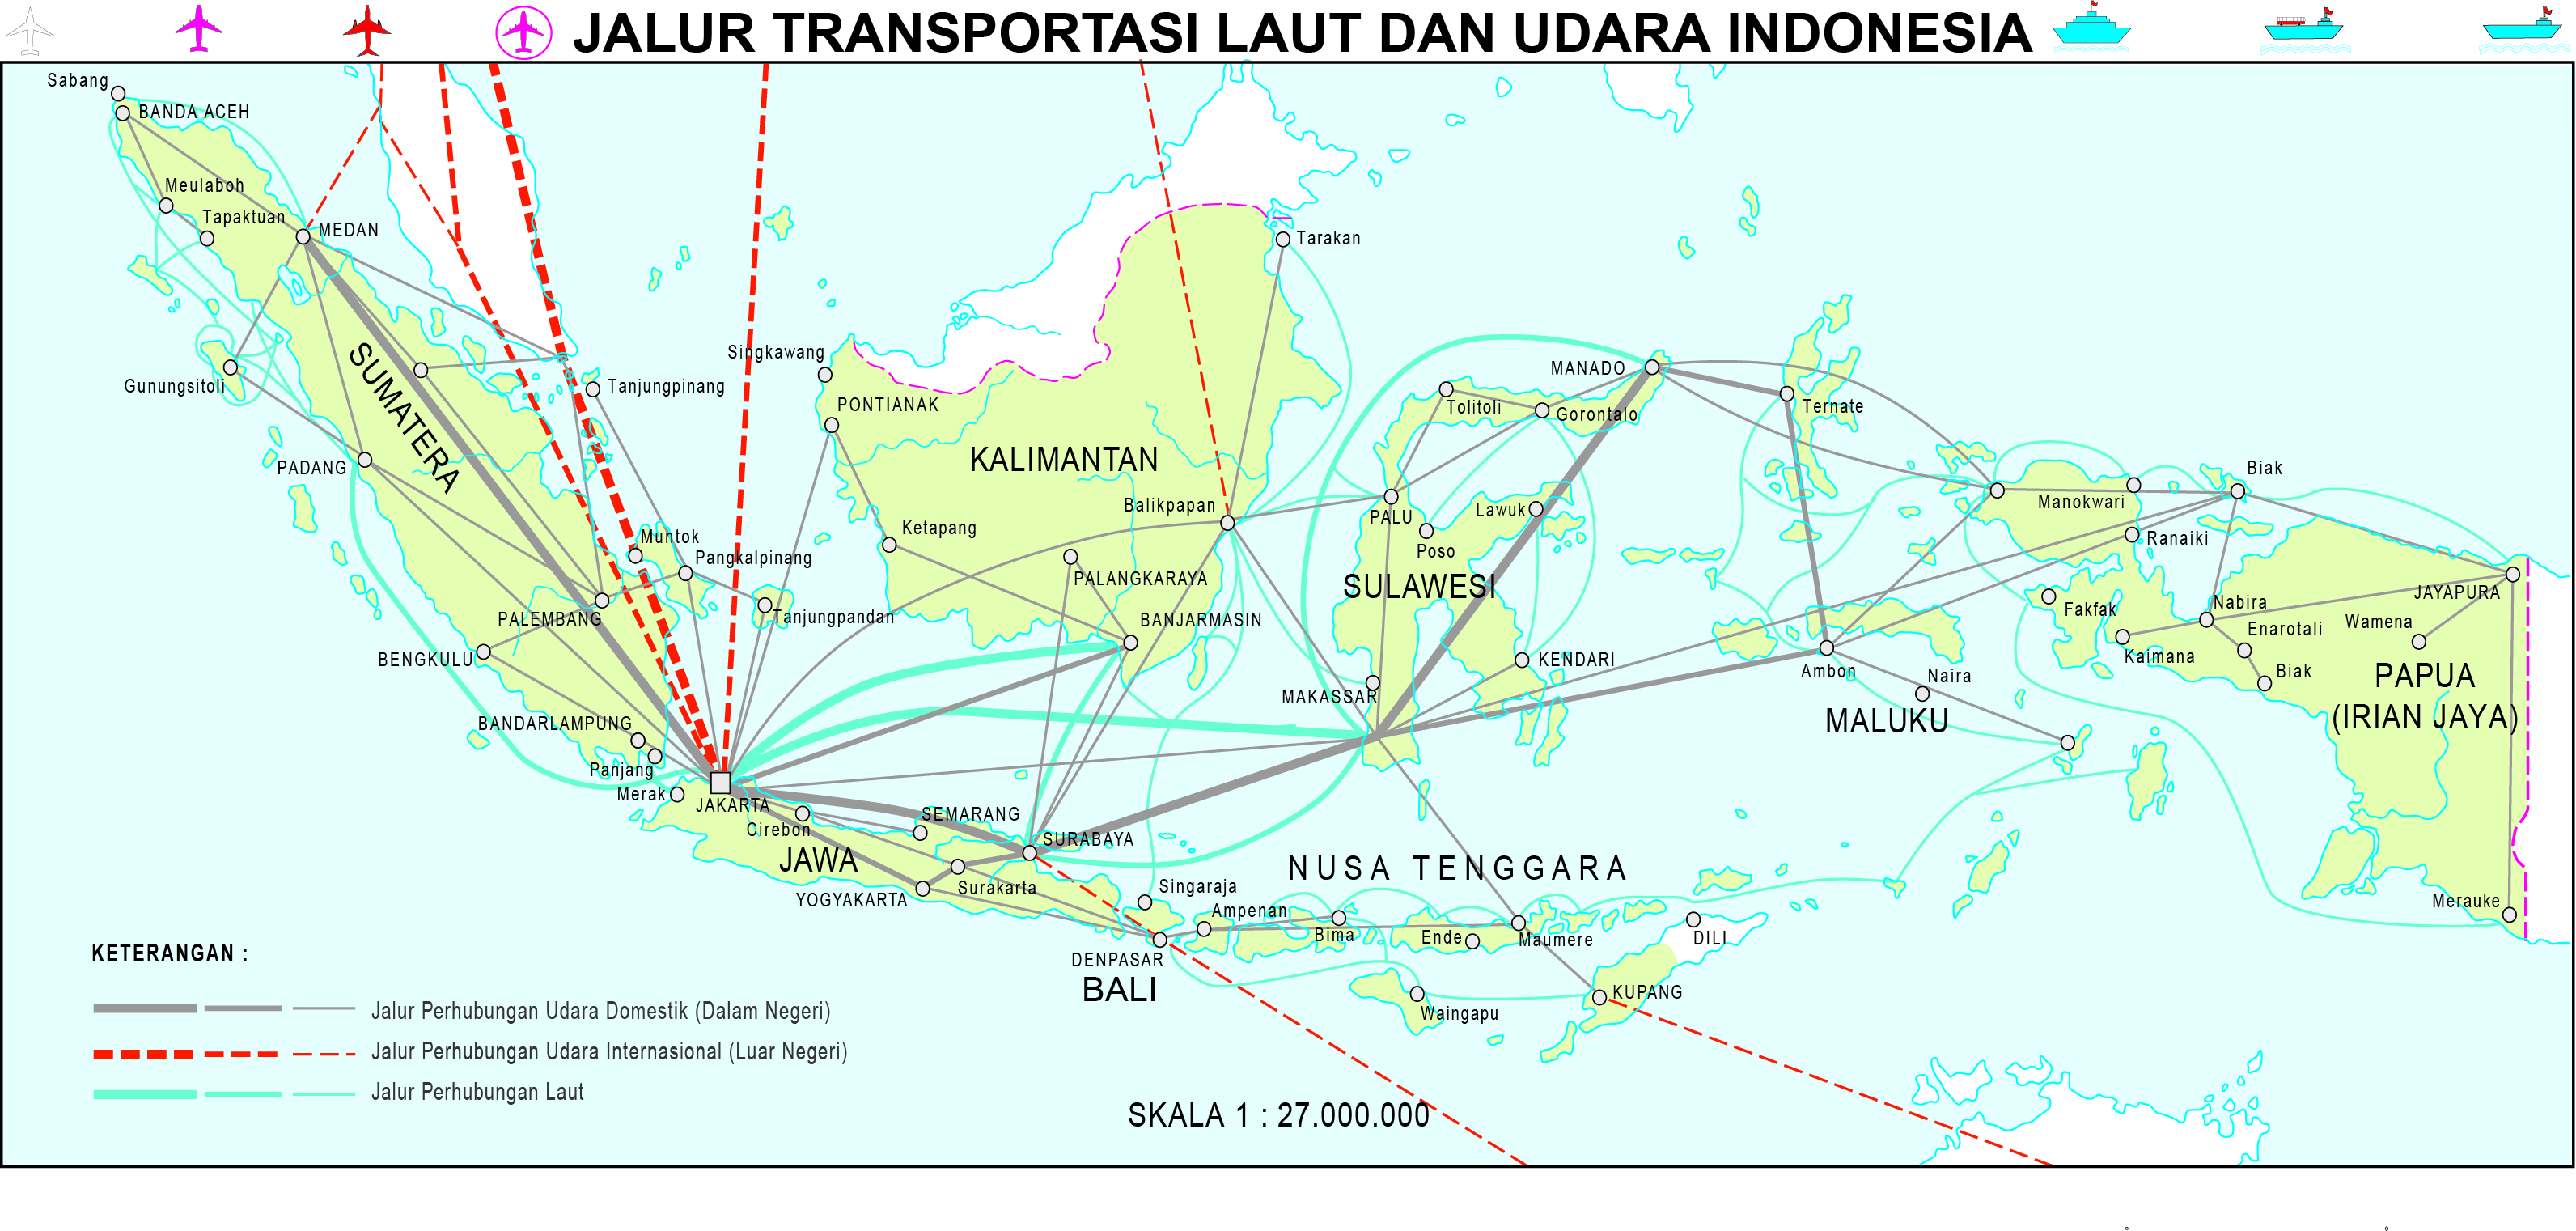 JALUR TRANSPORTASI LAUT DAN UDARA INDONESIA
Sabang
BANDA ACEH
Meulaboh
Tapaktuan
MEDAN
Gunungsitoli
SUMATERA
PADANG
Tanjungpinang
Singkawang
PONTIANAK
KALIMANTAN
Tarakan
Ketapang
Balikpapan
PALANGKARAYA
BANJARMASIN
Muntok
Pangkalpinang
Tanjungpandan
PALEMBANG
BENGKULU
BANDARLAMPUNG
Panjang
Merak
JAKARTA
Cirebon
SEMARANG
JAWA
SURABAYA
Surakarta
YOGYAKARTA
MANADO
Tolitoli
Gorontalo
Ternate
PALU
Lawuk
Poso
SULAWESI
KENDARI
MAKASSAR
Ambon
Naira
MALUKU
Biak
Manokwari
Ranaiki
Fakfak
Nabira
Kaimana
Enarotali
Biak
JAYAPURA
Wamena
PAPUA
(IRIAN JAYA)
Merauke
NUSA TENGGARA
Singaraja
Ampenan
Bima
Ende
Maumere
DILI
DENPASAR
BALI
Waingapu
KUPANG
KETERANGAN :
Jalur Perhubungan Udara Domestik (Dalam Negeri)
Jalur Perhubungan Udara Internasional (Luar Negeri)
Jalur Perhubungan Laut
SKALA 1 : 27.000.000